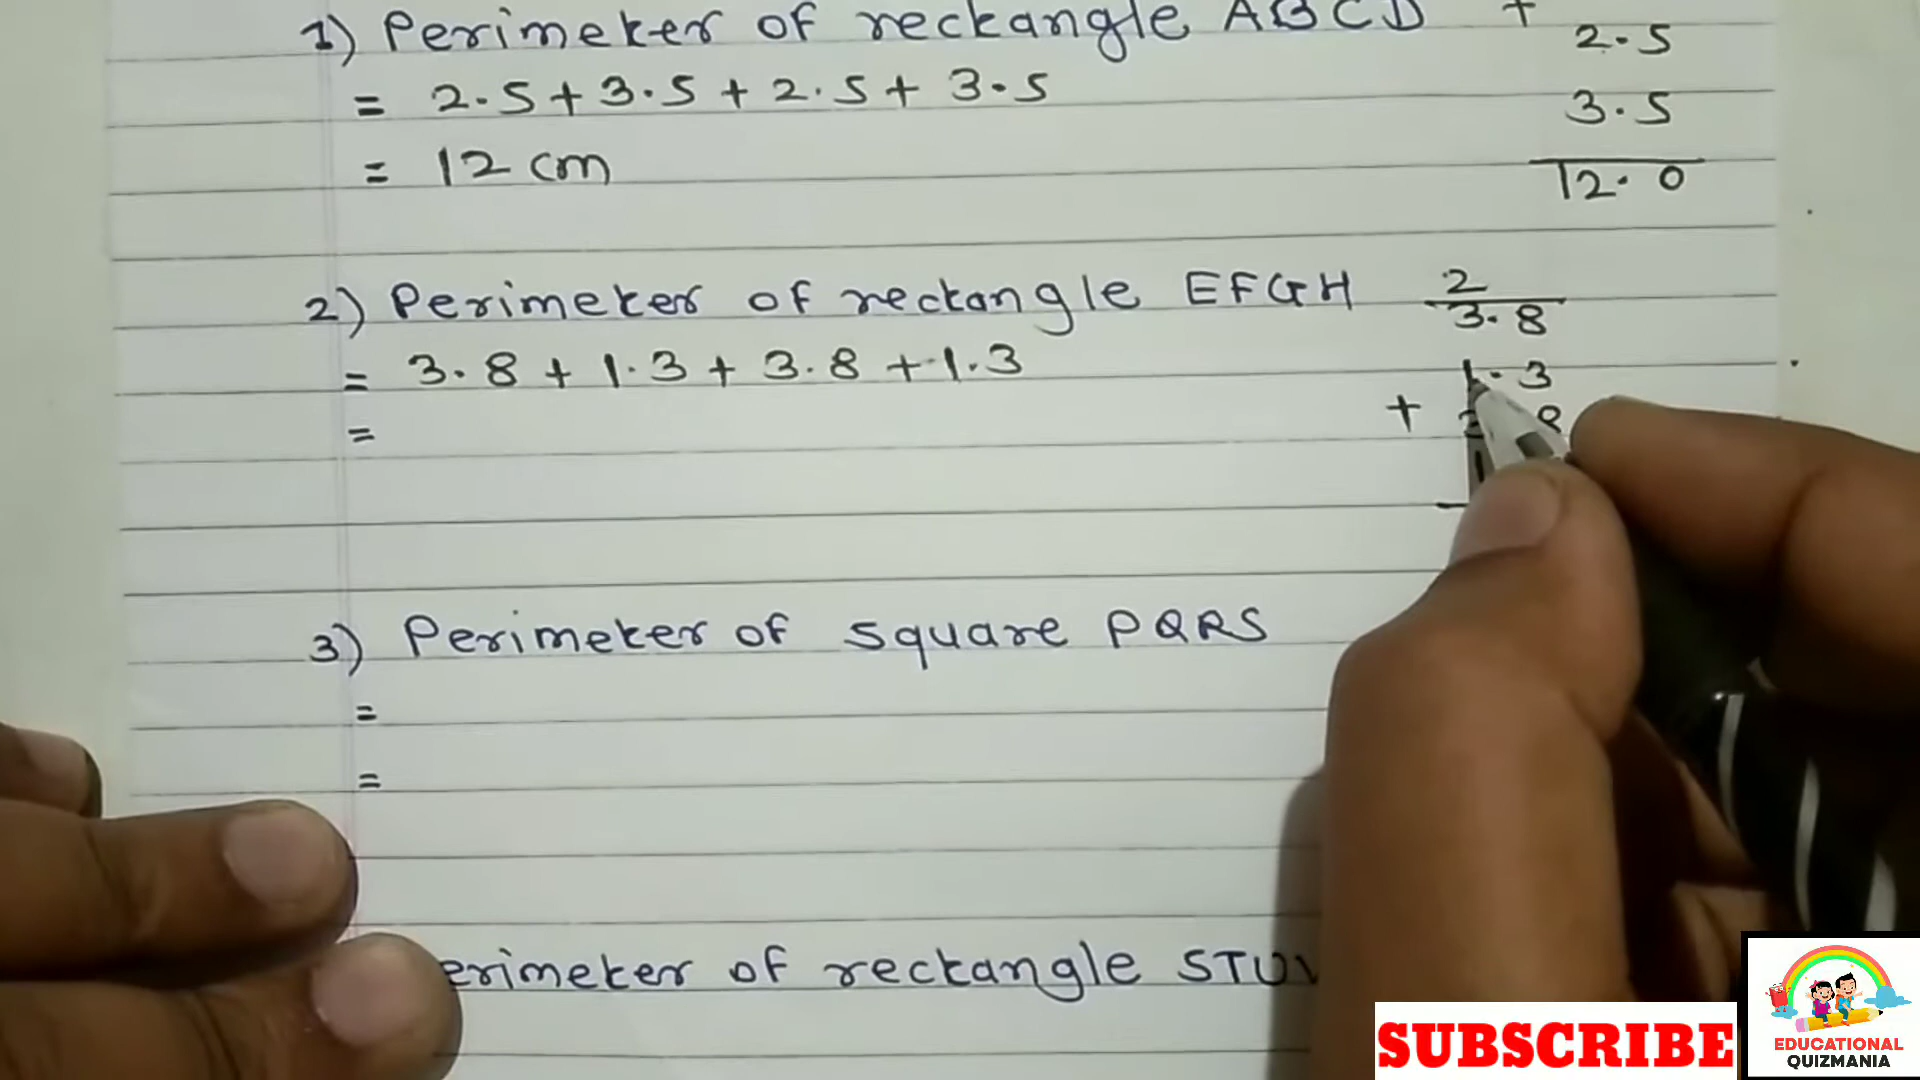 1) Perimeter of rectangle ABCD
= 2.5 + 3.5 + 2.5 + 3.5
= 12 cm
+
2.5
3.5
12.0
2) Perimeter of rectangle EFGH
= 3.8 + 1.3 + 3.8 + 1.3
=
2
3.8
1.3
+
3) Perimeter of square PQRS
=
=
of rectangle
SUBSCRIBE
EDUCATIONAL
QUIZMANIA